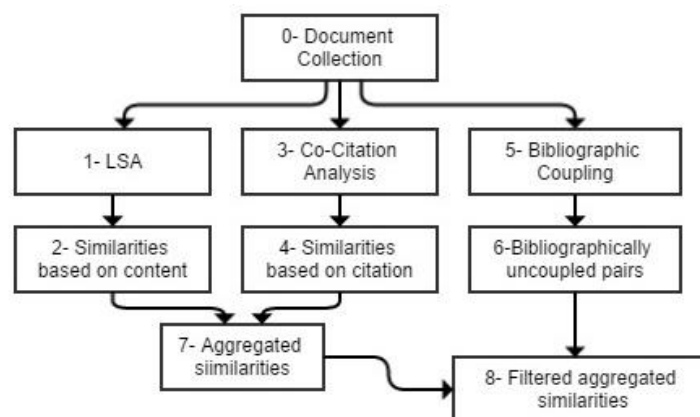 0- Document
Collection
1- LSA
3- Co-Citation
Analysis
5- Bibliographic
Coupling
2- Similarities
based on content
4- Similarities
based on citation
6-Bibliographically
uncoupled pairs
7- Aggregated
siimilarities
8- Filtered aggregated
similarities